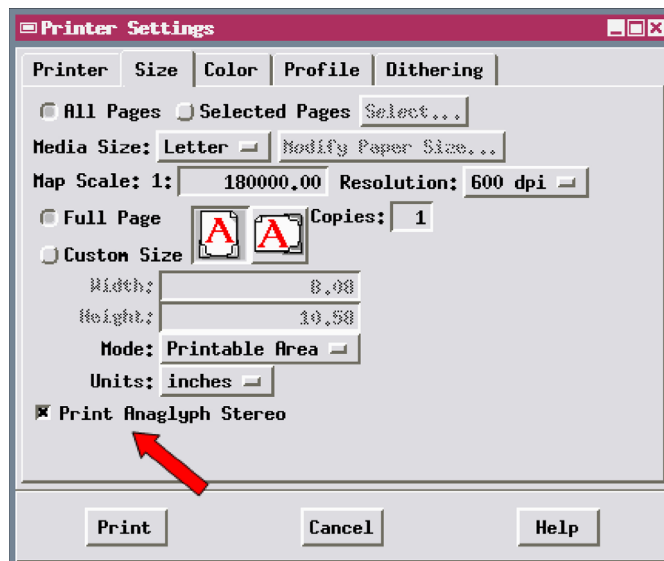 Printer Settings
Printer Size Color Profile Dithering
All Pages Selected Pages Select...
Media Size: Letter Modify Paper Size...
Map Scale: 1: 180000.00 Resolution: 600 dpi
Full Page A A Copies: 1
Custom Size
Width: 8.08
Height: 10.58
Mode: Printable Area
Units: inches
Print Anaglyph Stereo
Print Cancel Help